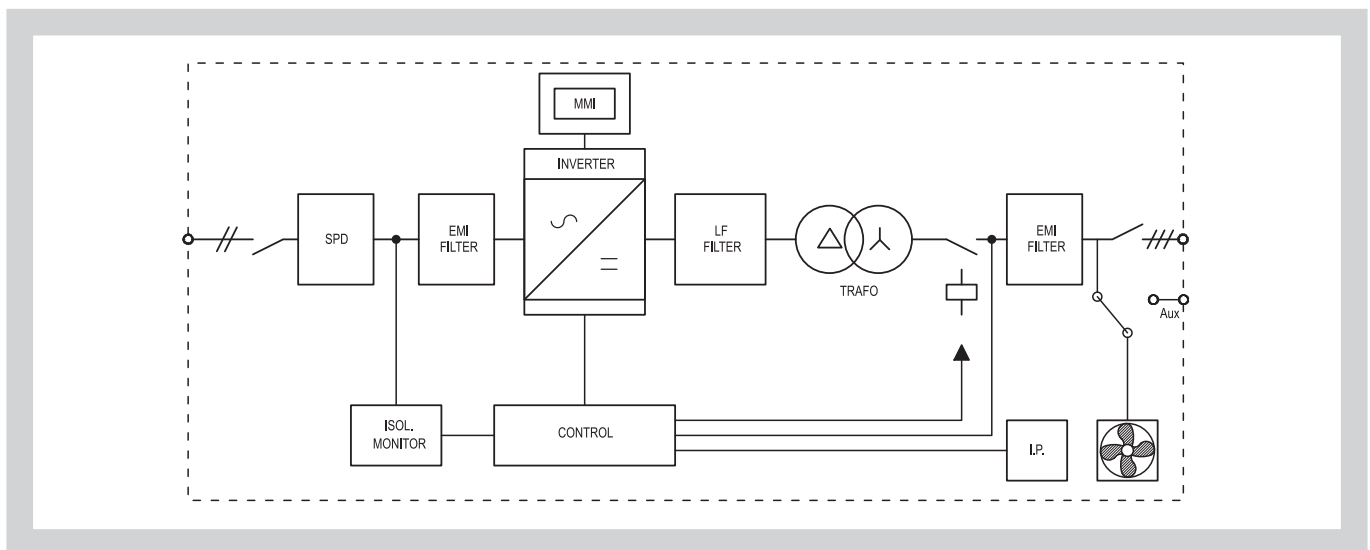 MMI
INVERTER
SPD
EMI
FILTER
LF
FILTER
TRAFO
EMI
FILTER
Aux
ISOL.
MONITOR
CONTROL
I.P.